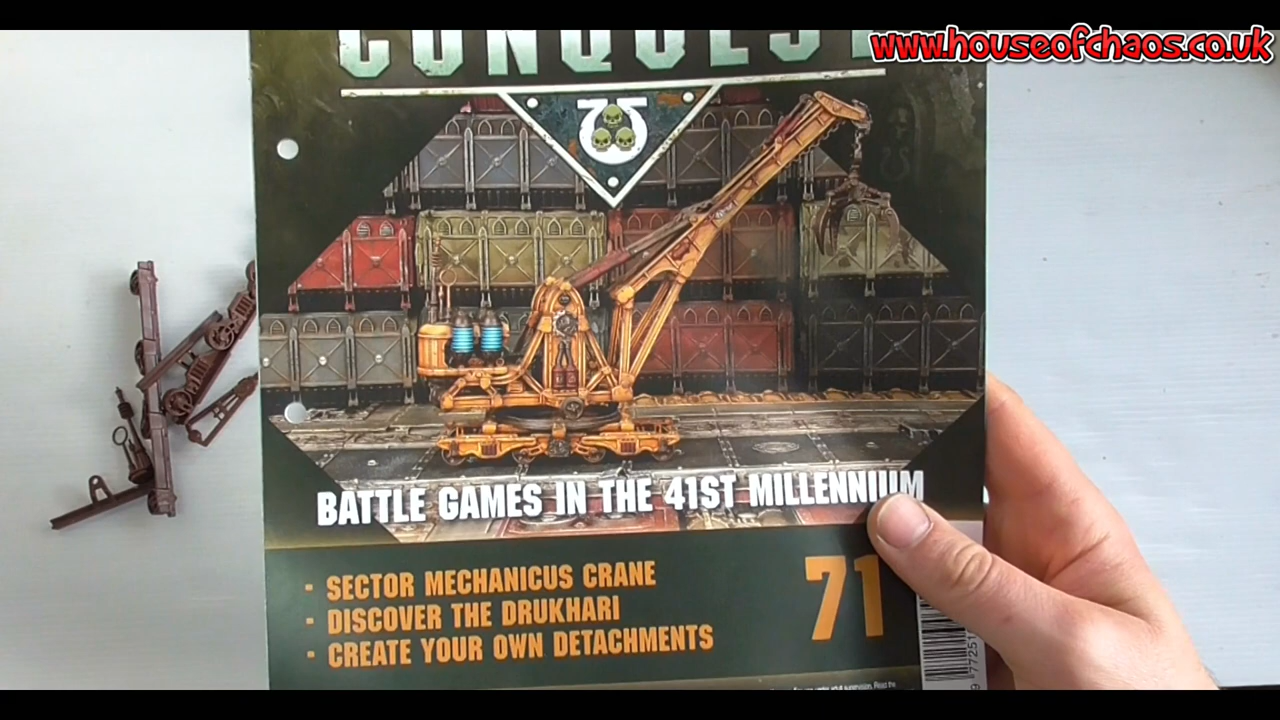 www.houseofchaos.co.uk
CONQUEST
BATTLE GAMES IN THE 41ST MILLENNIUM
- SECTOR MECHANICUS CRANE
- DISCOVER THE DRUKHARI
- CREATE YOUR OWN DETACHMENTS
71